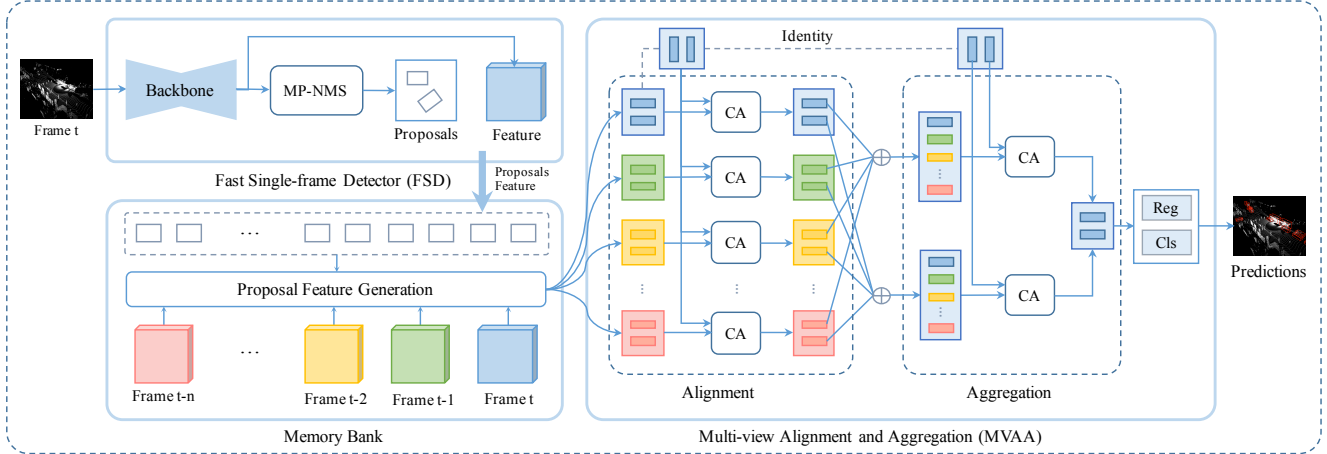 Frame t
Backbone
MP-NMS
Proposals
Feature
Fast Single-frame Detector (FSD)
Proposals
Feature
...
Proposal Feature Generation
...
Frame t-n
Frame t-2
Frame t-1
Frame t
Memory Bank
Identity
CA
CA
CA
...
...
...
CA
Alignment
...
CA
...
CA
Aggregation
Reg
Cls
Predictions
Multi-view Alignment and Aggregation (MVAA)